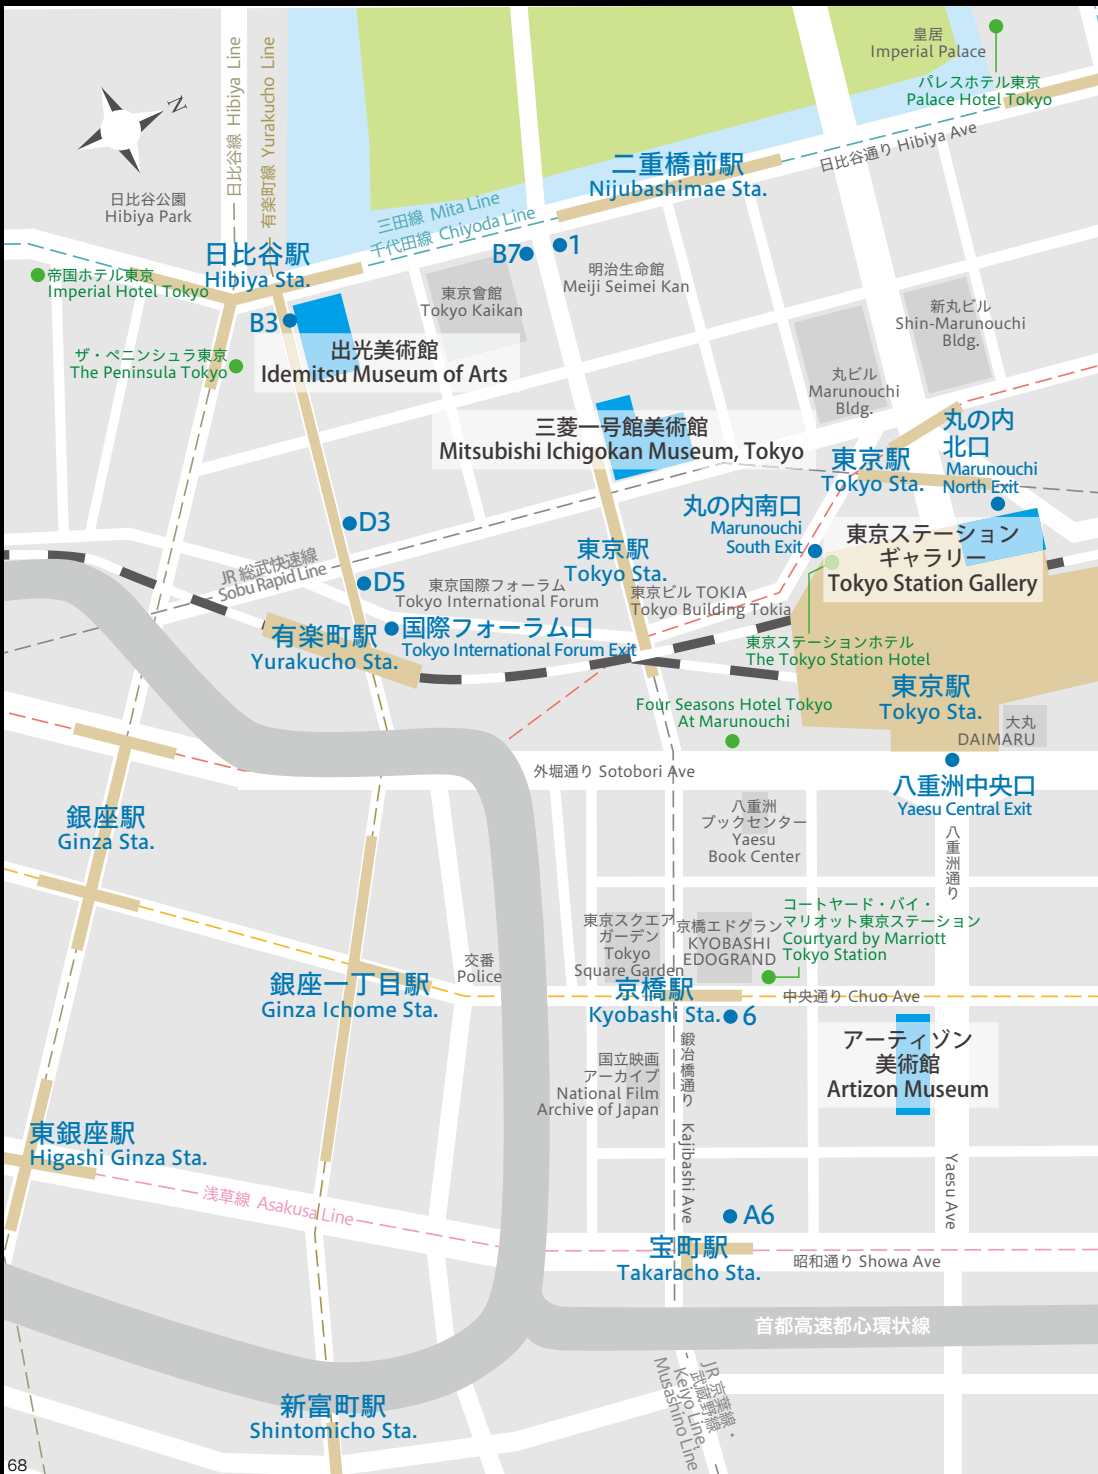 皇居
Imperial Palace
パレスホテル東京
Palace Hotel Tokyo
日比谷通り Hibiya Ave
N
日比谷線 Hibiya Line
有楽町線 Yurakucho Line
日比谷公園
Hibiya Park
二重橋前駅
Nijubashimae Sta.
三田線 Mita Line
千代田線 Chiyoda Line
日比谷駅
Hibiya Sta.
B7
1
明治生命館
Meiji Seimei Kan
帝国ホテル東京
Imperial Hotel Tokyo
東京會館
Tokyo Kaikan
新丸ビル
Shin-Marunouchi
Bldg.
B3
出光美術館
Idemitsu Museum of Arts
ザ・ペニンシュラ東京
The Peninsula Tokyo
丸ビル
Marunouchi
Bldg.
三菱一号館美術館
Mitsubishi Ichigokan Museum, Tokyo
丸の内
北口
Marunouchi
North Exit
東京駅
Tokyo Sta.
丸の内南口
Marunouchi
South Exit
D3
東京ステーション
ギャラリー
Tokyo Station Gallery
東京駅
Tokyo Sta.
JR 総武快速線
Sobu Rapid Line
D5
東京国際フォーラム
Tokyo International Forum
東京ビル TOKIA
Tokyo Building Tokia
有楽町駅
Yurakucho Sta.
国際フォーラム口
Tokyo International Forum Exit
東京ステーションホテル
The Tokyo Station Hotel
東京駅
Tokyo Sta.
Four Seasons Hotel Tokyo
At Marunouchi
大丸
DAIMARU
外堀通り Sotobori Ave
八重洲中央口
Yaesu Central Exit
銀座駅
Ginza Sta.
八重洲
ブックセンター
Yaesu
Book Center
八重洲通り
コートヤード・バイ・
マリオット東京ステーション
Courtyard by Marriott
Tokyo Station
東京スクエア
ガーデン
Tokyo
Square Garden
京橋エドグラン
KYOBASHI
EDOGRAND
交番
Police
銀座一丁目駅
Ginza Ichome Sta.
京橋駅
Kyobashi Sta.
6
中央通り Chuo Ave
アーティゾン
美術館
Artizon Museum
国立映画
アーカイブ
National Film
Archive of Japan
鍛冶橋通り Kajibashi Ave
東銀座駅
Higashi Ginza Sta.
浅草線 Asakusa Line
Yaesu Ave
A6
宝町駅
Takaracho Sta.
昭和通り Showa Ave
首都高速都心環状線
JR 京葉線・
武蔵野線
Keiyo Line,
Musashino Line
新富町駅
Shintomicho Sta.
68